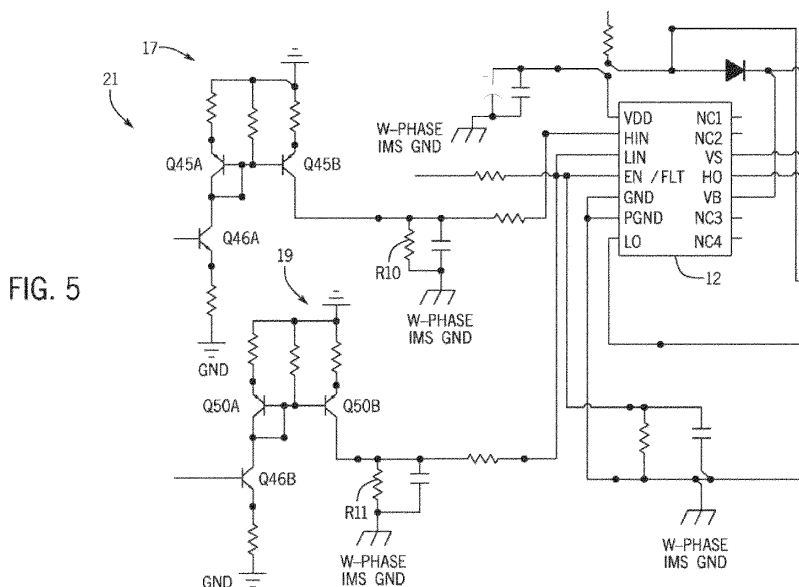 17
21
Q45A
Q45B
Q46A
GND
FIG. 5
19
Q50A
Q50B
Q46B
GND
W-PHASE
IMS GND
R10
W-PHASE
IMS GND
R11
W-PHASE
IMS GND
VDD
HIN
LIN
EN /FLT
GND
PGND
LO
NC1
NC2
VS
HO
VB
NC3
NC4
12
W-PHASE
IMS GND